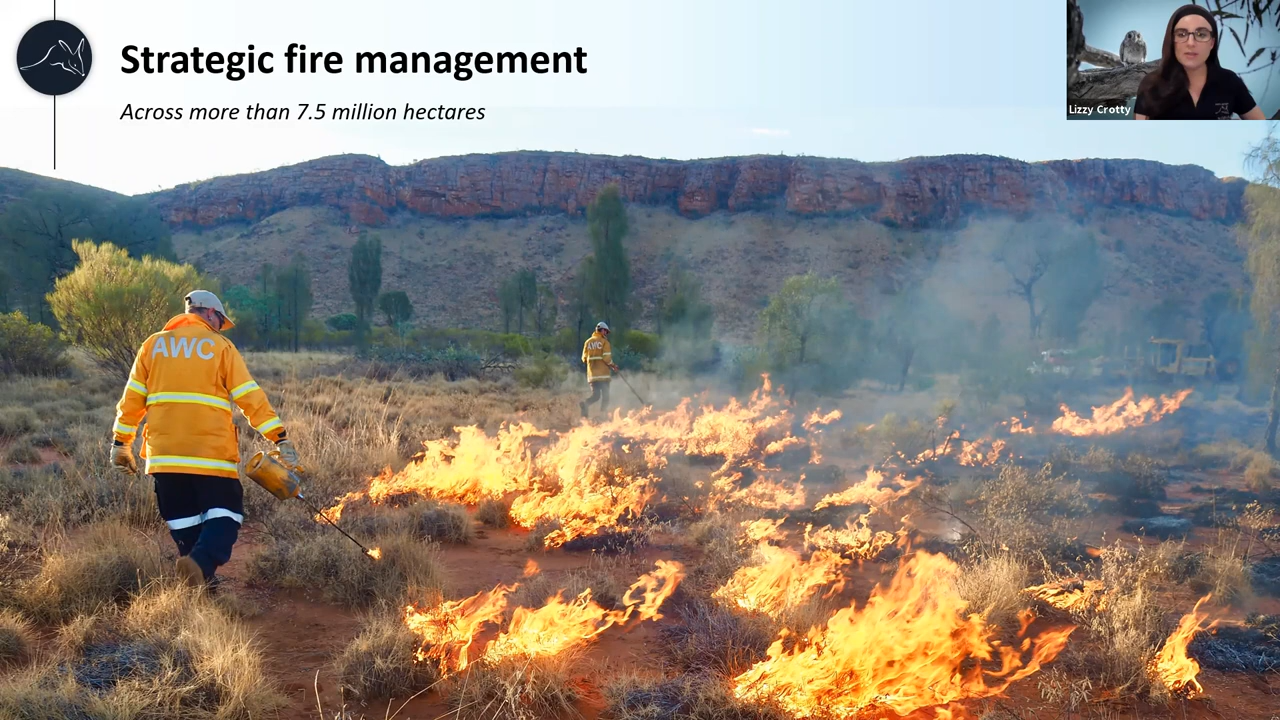 Strategic fire management
Across more than 7.5 million hectares
Lizzy Crotty
AWC
AWC